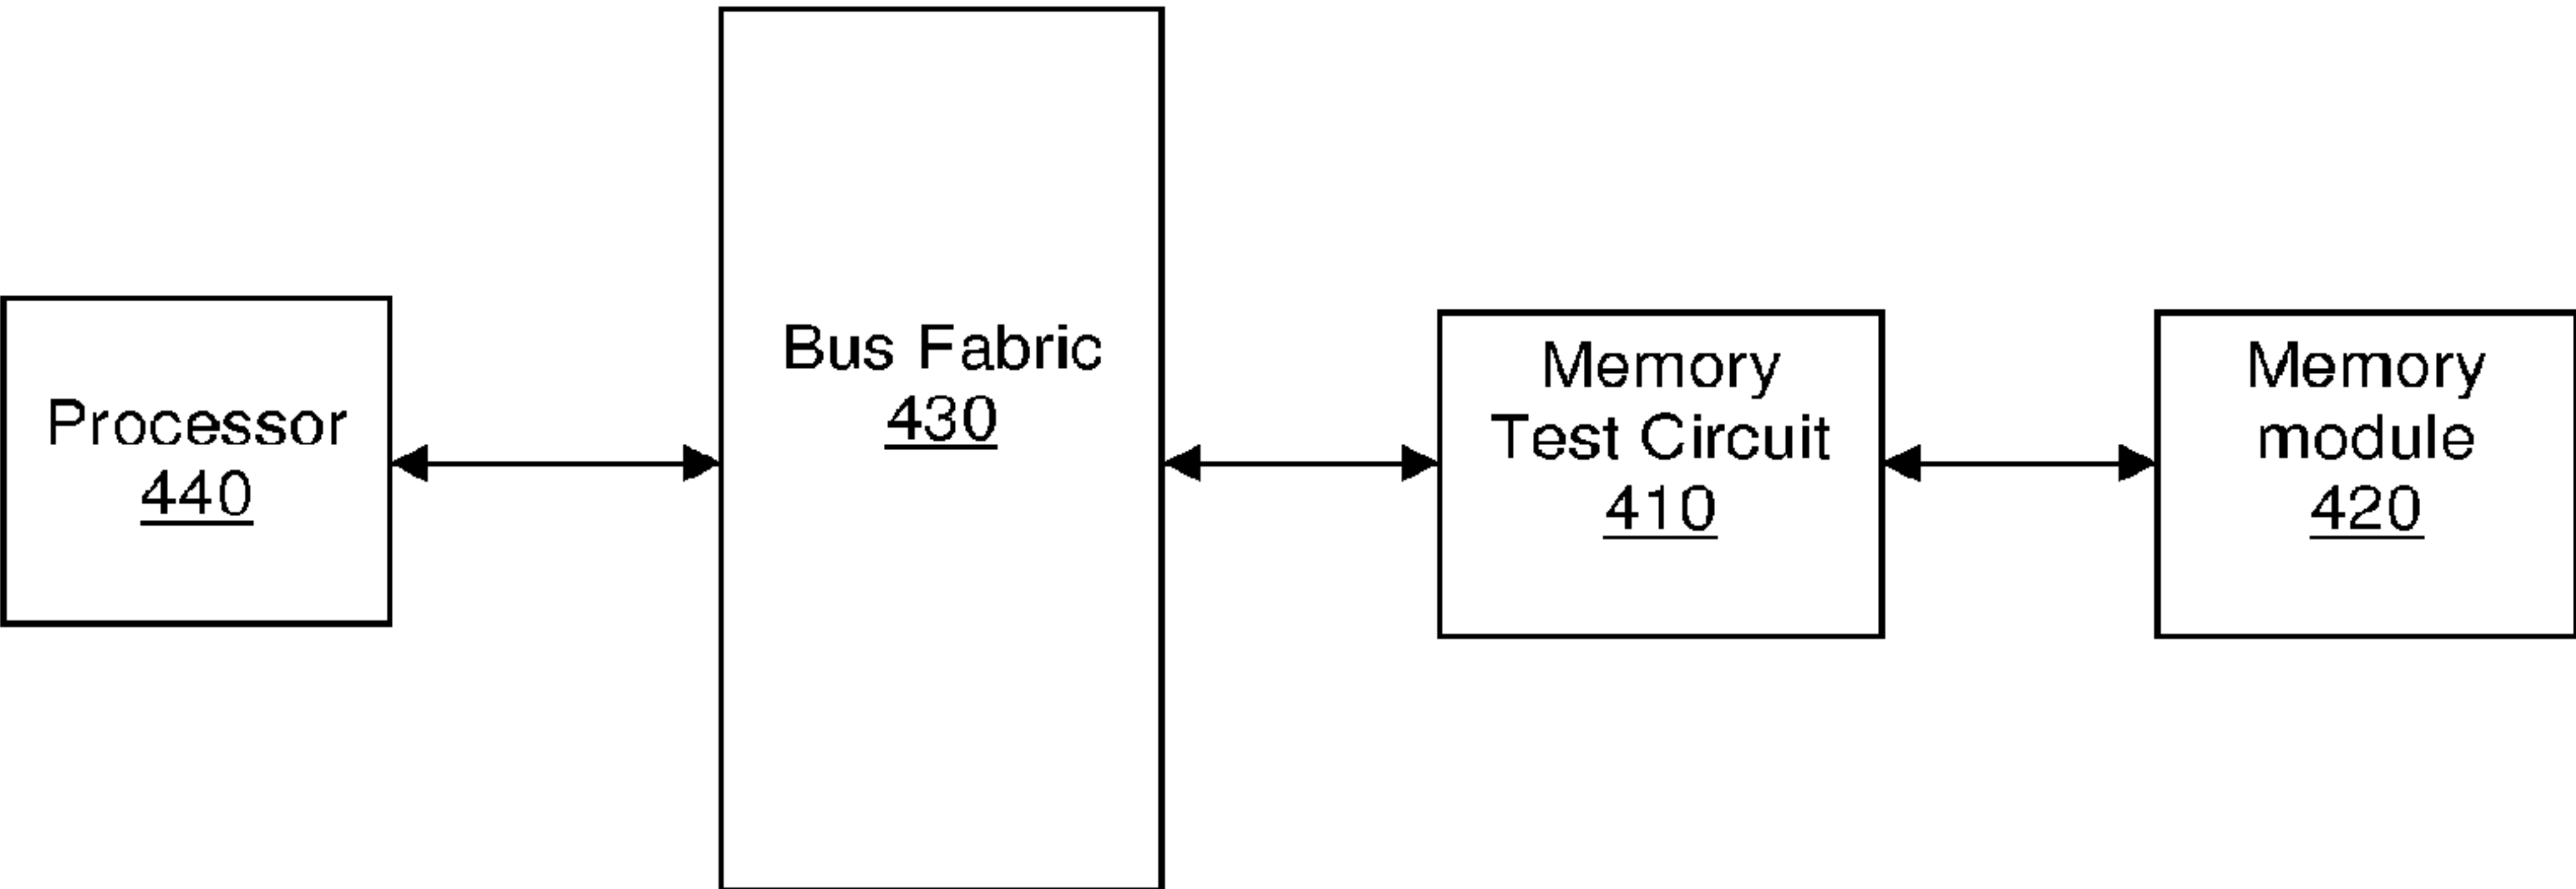 Processor
440
Bus Fabric
430
Memory
Test Circuit
410
Memory
module
420